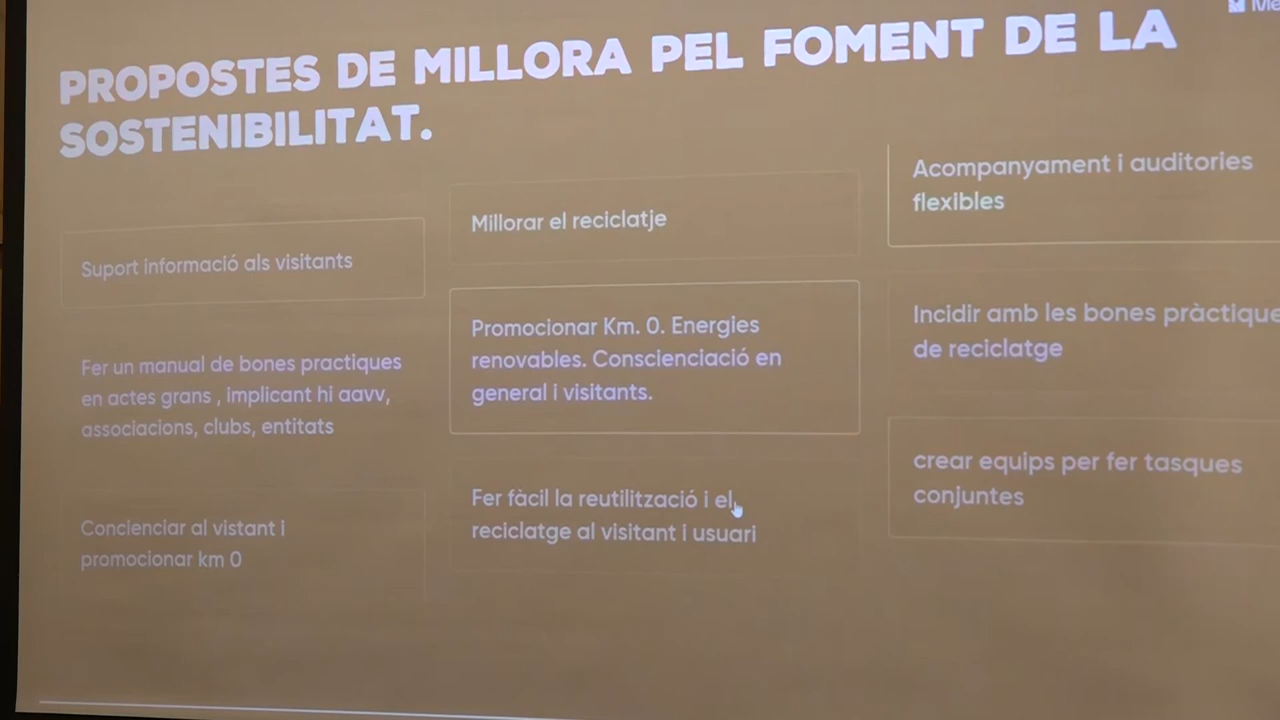 PROPOSTES DE MILLORA PEL FOMENT DE LA
SOSTENIBILITAT.
Suport informació als visitants
Fer un manual de bones practiques
en actes grans , implicant hi aavv,
associacions, clubs, entitats
Concienciar al vistant i
promocionar km 0
Millorar el reciclatje
Promocionar Km. 0. Energies
renovables. Conscienciació en
general i visitants.
Fer fàcil la reutilització i el
reciclatge al visitant i usuari
Acompanyament i auditories
flexibles
Incidir amb les bones pràctique
de reciclatge
crear equips per fer tasques
conjuntes